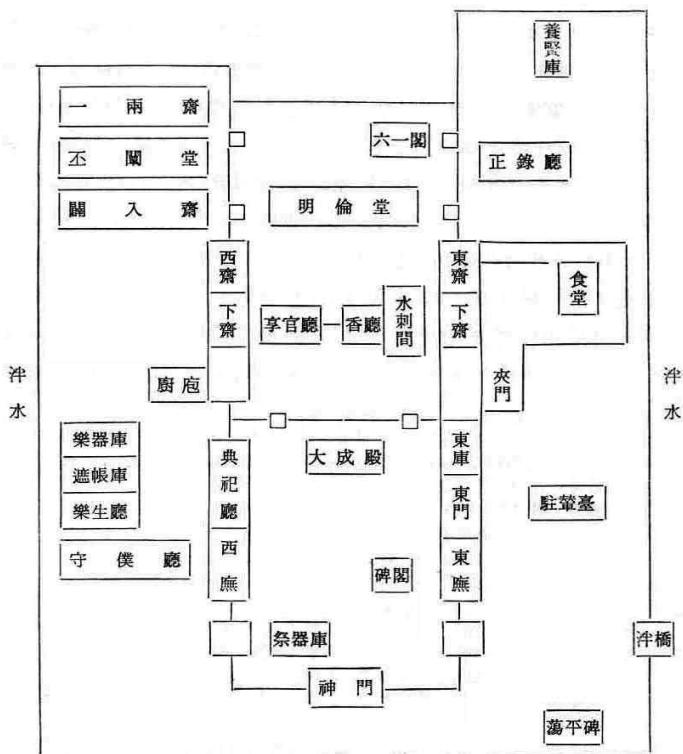 養賢庫
一兩齋
六一閣
丕闡堂
正錄廳
闢入齋
明倫堂
西齋
東齋
食堂
下齋
下齋
水刺間
享官廳
香廳
夾門
泮水
泮水
廚庖
樂器庫
典祀廳
大成殿
東庫
遮帳庫
東門
樂生廳
駐輦臺
守僕廳
西廡
碑閣
東廡
祭器庫
泮橋
神門
蕩平碑